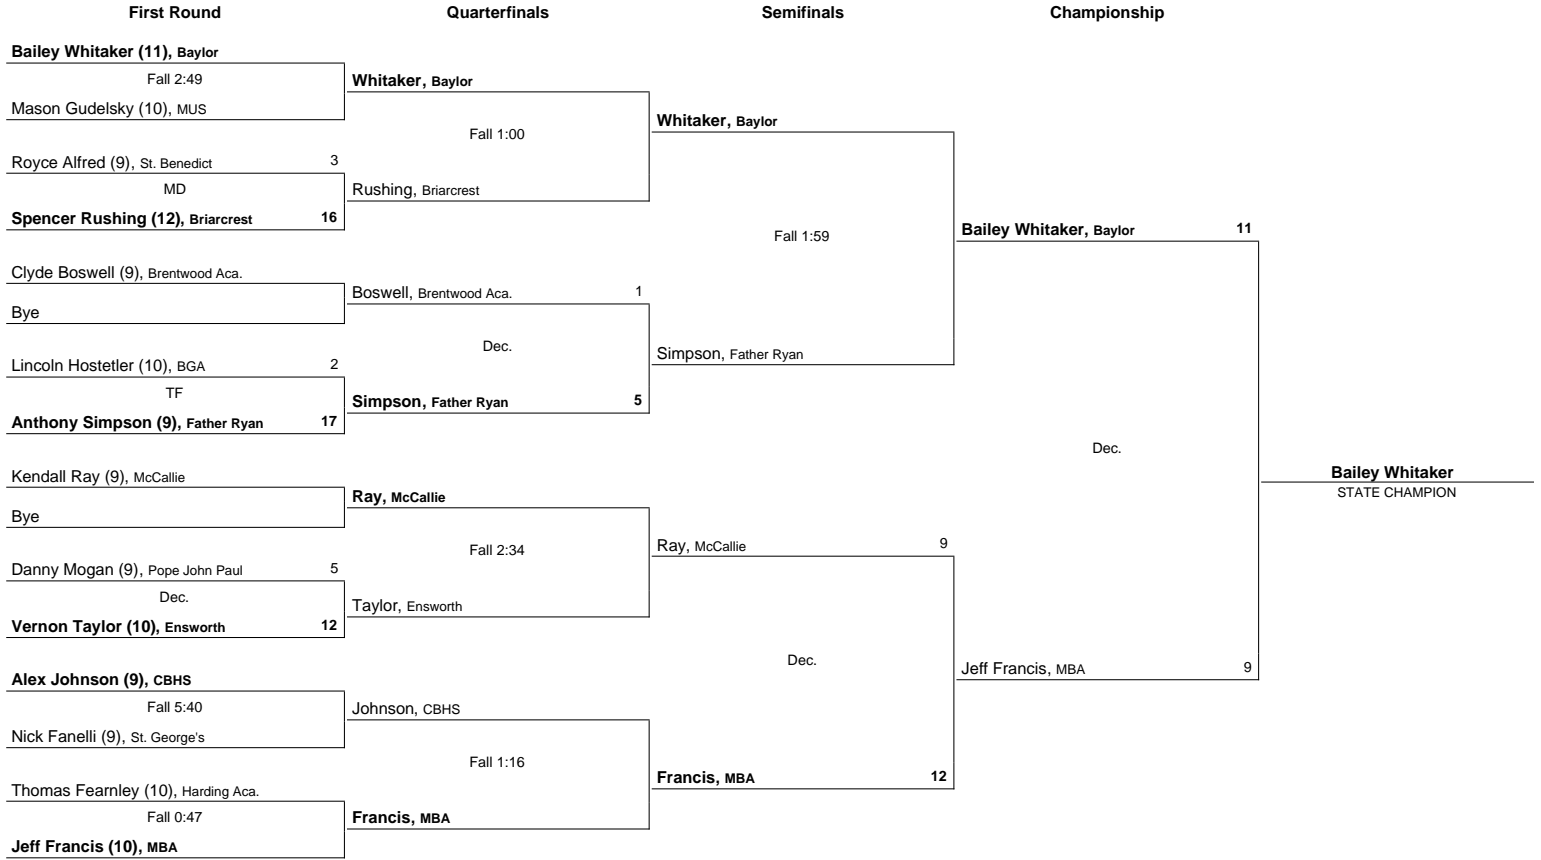 First Round
Quarterfinals
Semifinals
Championship
Bailey Whitaker (11), Baylor
Fall 2:49
Mason Gudelsky (10), MUS
Royce Alfred (9), St. Benedict 3
MD
Spencer Rushing (12), Briarcrest 16
Clyde Boswell (9), Brentwood Aca.
Bye
Lincoln Hostetler (10), BGA 2
TF
Anthony Simpson (9), Father Ryan 17
Kendall Ray (9), McCallie
Bye
Danny Mogan (9), Pope John Paul 5
Dec.
Vernon Taylor (10), Ensworth 12
Alex Johnson (9), CBHS
Fall 5:40
Nick Fanelli (9), St. George's
Thomas Fearnley (10), Harding Aca.
Fall 0:47
Jeff Francis (10), MBA
Whitaker, Baylor
Fall 1:00
Rushing, Briarcrest
Boswell, Brentwood Aca. 1
Dec.
Simpson, Father Ryan 5
Ray, McCallie
Fall 2:34
Taylor, Ensworth
Johnson, CBHS
Fall 1:16
Francis, MBA
Whitaker, Baylor
Fall 1:59
Simpson, Father Ryan
Ray, McCallie 9
Dec.
Francis, MBA 12
Bailey Whitaker, Baylor 11
Dec.
Jeff Francis, MBA 9
Bailey Whitaker
STATE CHAMPION